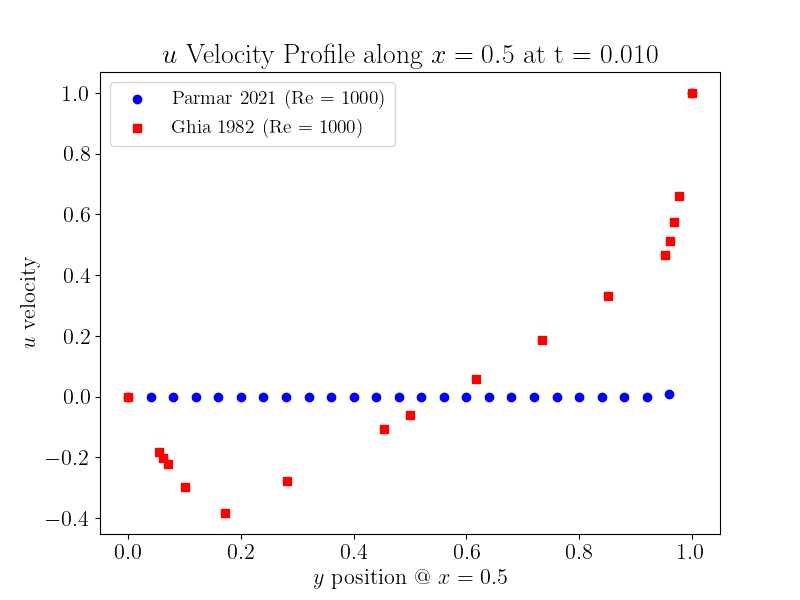 u Velocity Profile along x = 0.5 at t = 0.010
Parmar 2021 (Re = 1000)
Ghia 1982 (Re = 1000)
1.0
0.8
0.6
0.4
0.2
0.0
−0.2
−0.4
u velocity
0.0 0.2 0.4 0.6 0.8 1.0
y position @ x = 0.5